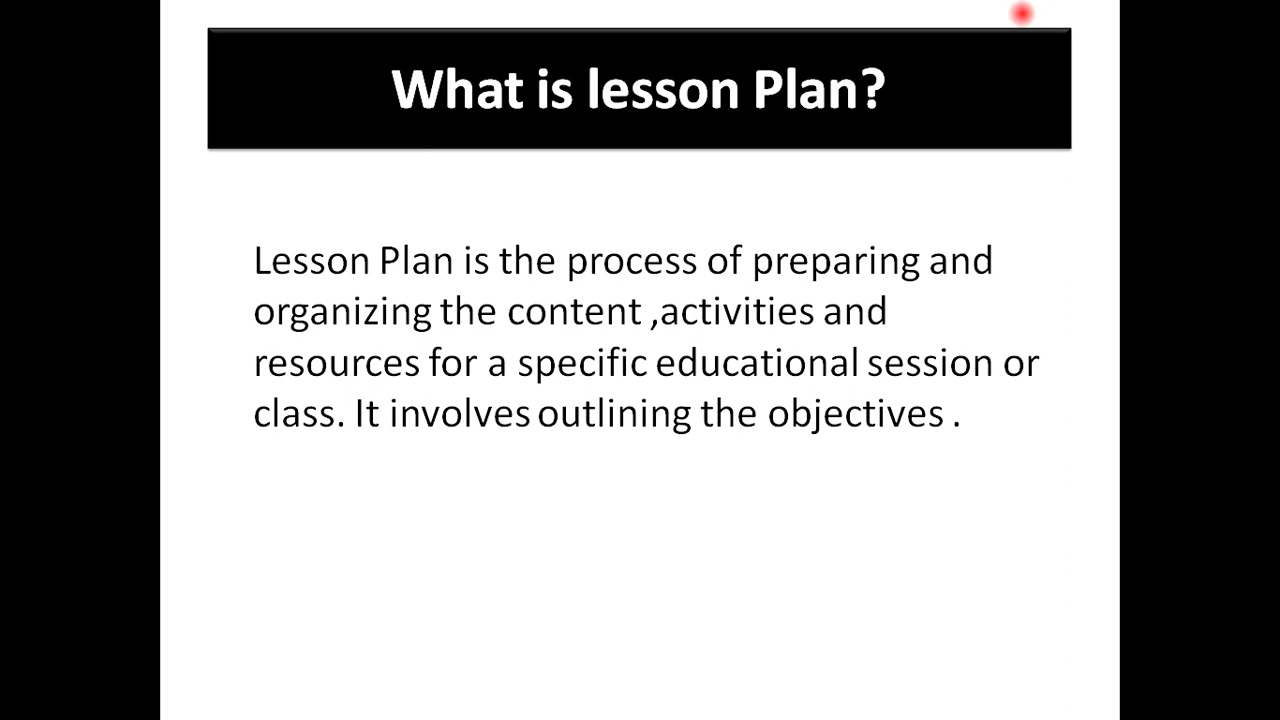 What is lesson Plan?
Lesson Plan is the process of preparing and
organizing the content ,activities and
resources for a specific educational session or
class. It involves outlining the objectives .